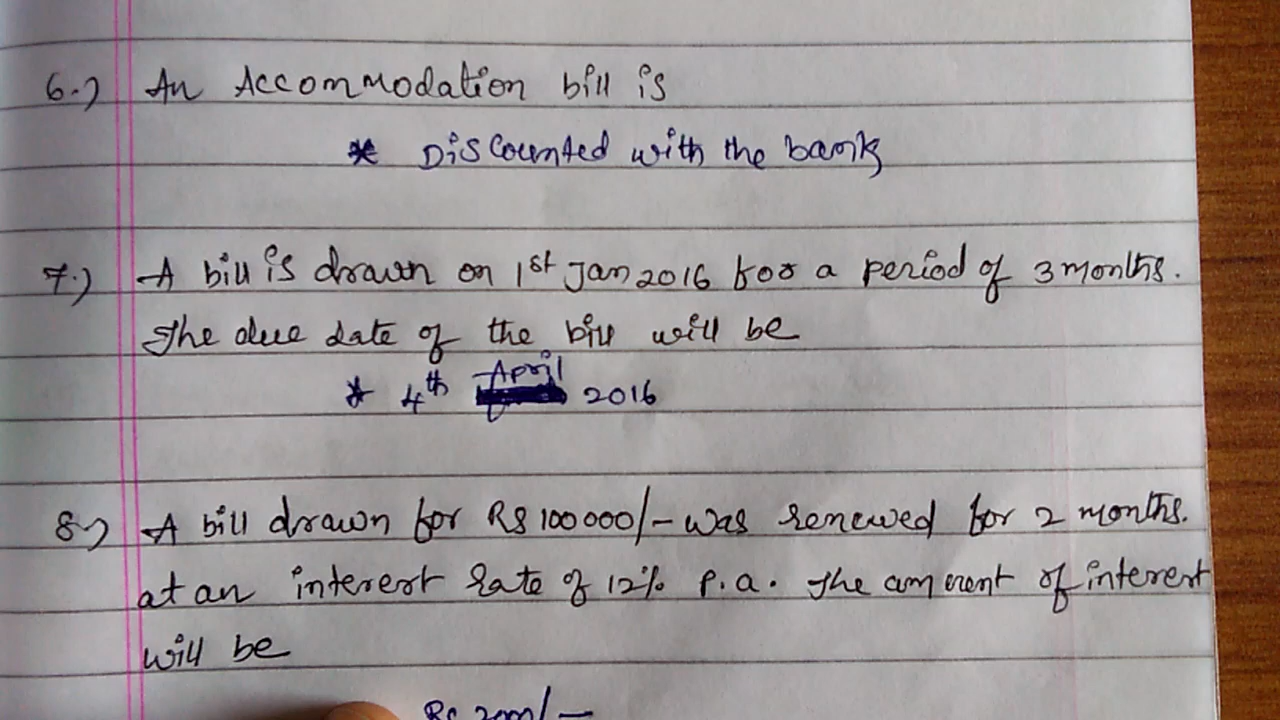 6.) An Accommodation bill is
* Discounted with the bank
7.) A bill is drawn on 1st Jan 2016 for a period of 3 months.
The due date of the bill will be
* 4th April 2016
8.) A bill drawn for Rs 100000/- was renewed for 2 months.
at an interest rate of 12% P.a. The amount of interest
will be
Rs 2000/-